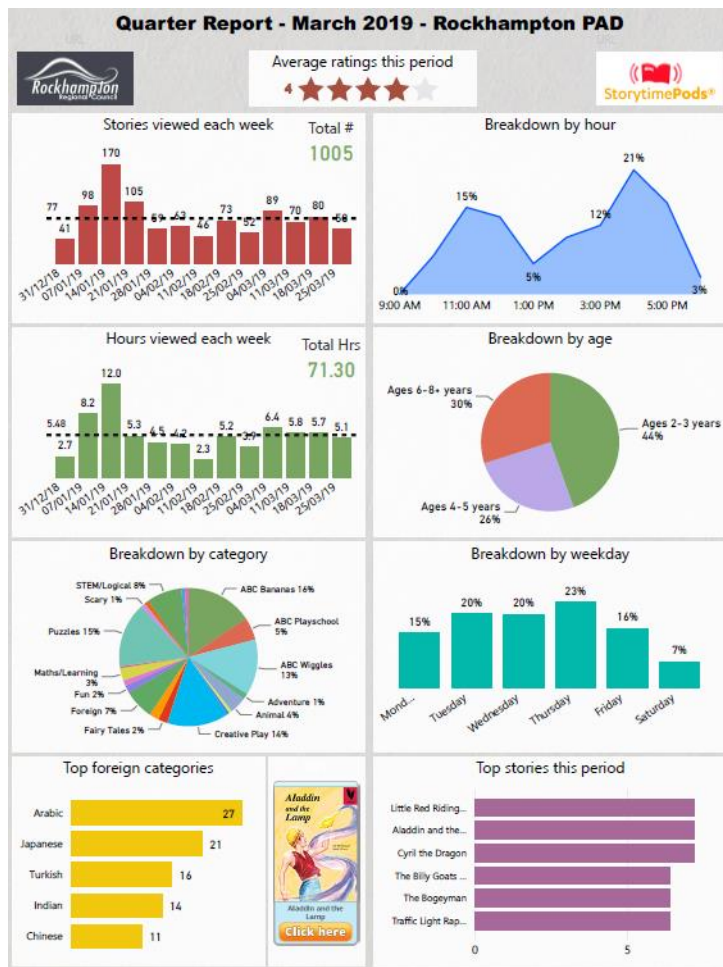 Quarter Report - March 2019 - Rockhampton PAD
Rockhampton
Regional Council
Average ratings this period
4
StorytimePods®
Stories viewed each week
Total #
1005
77
41
98
170
105
59
63
46
73
52
89
70
80
58
31/12/18
07/01/19
14/01/19
21/01/19
28/01/19
04/02/19
11/02/19
18/02/19
25/02/19
04/03/19
11/03/19
18/03/19
25/03/19
Breakdown by hour
0%
15%
5%
12%
21%
3%
9:00 AM
11:00 AM
1:00 PM
3:00 PM
5:00 PM
Hours viewed each week
Total Hrs
71.30
5.48
2.7
8.2
12.0
5.3
4.5
4.2
2.3
5.2
3.9
6.4
5.8
5.7
5.1
31/12/18
07/01/19
14/01/19
21/01/19
28/01/19
04/02/19
11/02/19
18/02/19
25/02/19
04/03/19
11/03/19
18/03/19
25/03/19
Breakdown by age
Ages 6-8+ years
30%
Ages 2-3 years
44%
Ages 4-5 years
26%
Breakdown by category
STEM/Logical 8%
Scary 1%
Puzzles 15%
Maths/Learning
3%
Fun 2%
Foreign 7%
Fairy Tales 2%
ABC Bananas 16%
ABC Playschool
5%
ABC Wiggles
13%
Adventure 1%
Animal 4%
Creative Play 14%
Breakdown by weekday
15%
20%
20%
23%
16%
7%
Mond...
Tuesday
Wednesday
Thursday
Friday
Saturday
Top foreign categories
Arabic
27
Japanese
21
Turkish
16
Indian
14
Chinese
11
Aladdin
and the
Lamp
Aladdin and the
Lamp
Click here
Top stories this period
Little Red Riding...
Aladdin and the...
Cyril the Dragon
The Billy Goats ...
The Bogeyman
Traffic Light Rap...
0
5